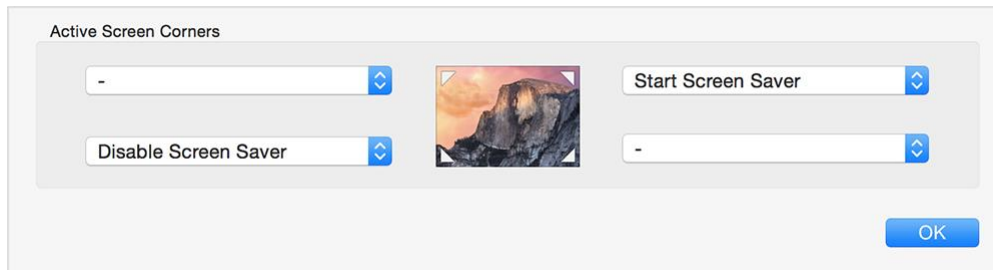 Active Screen Corners
-
Start Screen Saver
Disable Screen Saver
-
OK